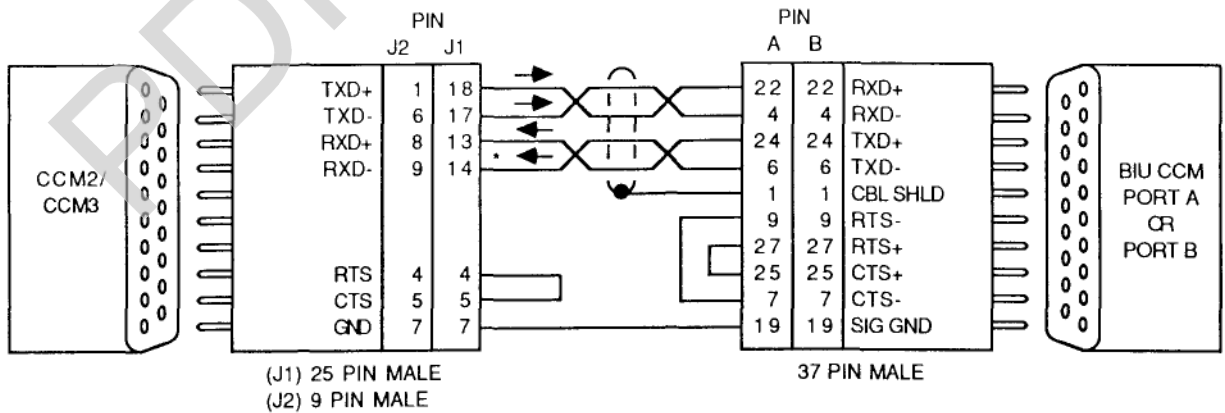 PIN
J2 J1
PIN
A B
TXD+ 1 18
TXD- 6 17
RXD+ 8 13
RXD- 9 14
*
RTS 4 4
CTS 5 5
GND 7 7
22 22 RXD+
4 4 RXD-
24 24 TXD+
6 6 TXD-
1 1 CBL SHLD
9 9 RTS-
27 27 RTS+
25 25 CTS+
7 7 CTS-
19 19 SIG GND
CCM2/
CCM3
BIU CCM
PORT A
OR
PORT B
(J1) 25 PIN MALE
(J2) 9 PIN MALE
37 PIN MALE
PD